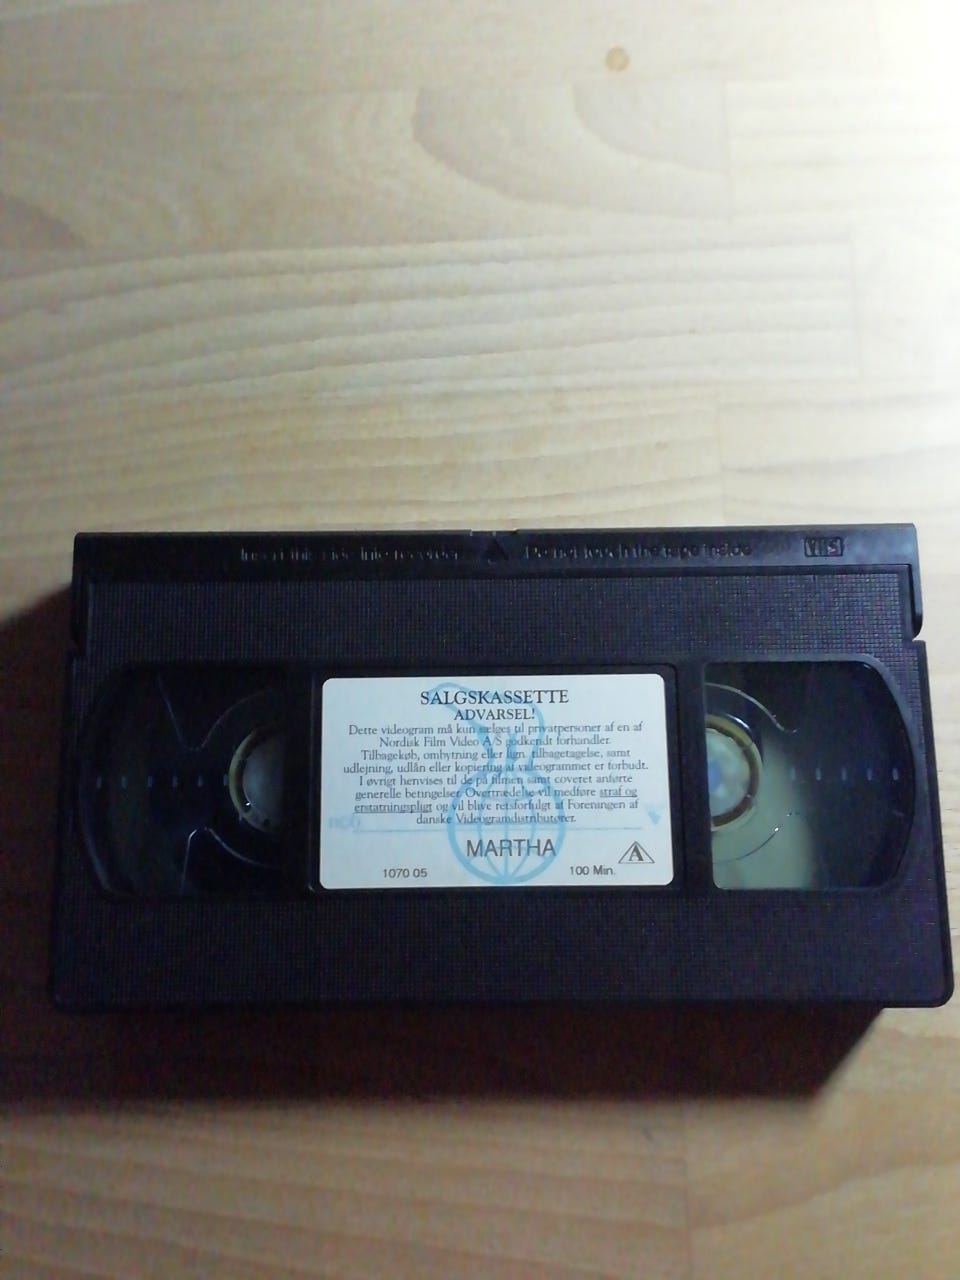 Insert this side into recorder Do not touch the tape inside VHS
SALGSKASSETTE
ADVARSEL!
Dette videogram må kun sælges til privatpersoner af en af
Nordisk Film Video A/S godkendt forhandler.
Tilbagekøb, ombytning eller lign. tilbagetagelse, samt
udlejning, udlån eller kopiering af videogrammet er forbudt.
I øvrigt henvises til de på filmen samt coveret anførte
generelle betingelser. Overtrædelse vil medføre straf og
erstatningspligt og vil blive retsforfulgt af Foreningen af
danske Videogramdistributører.
MARTHA
A
1070 05 100 Min.